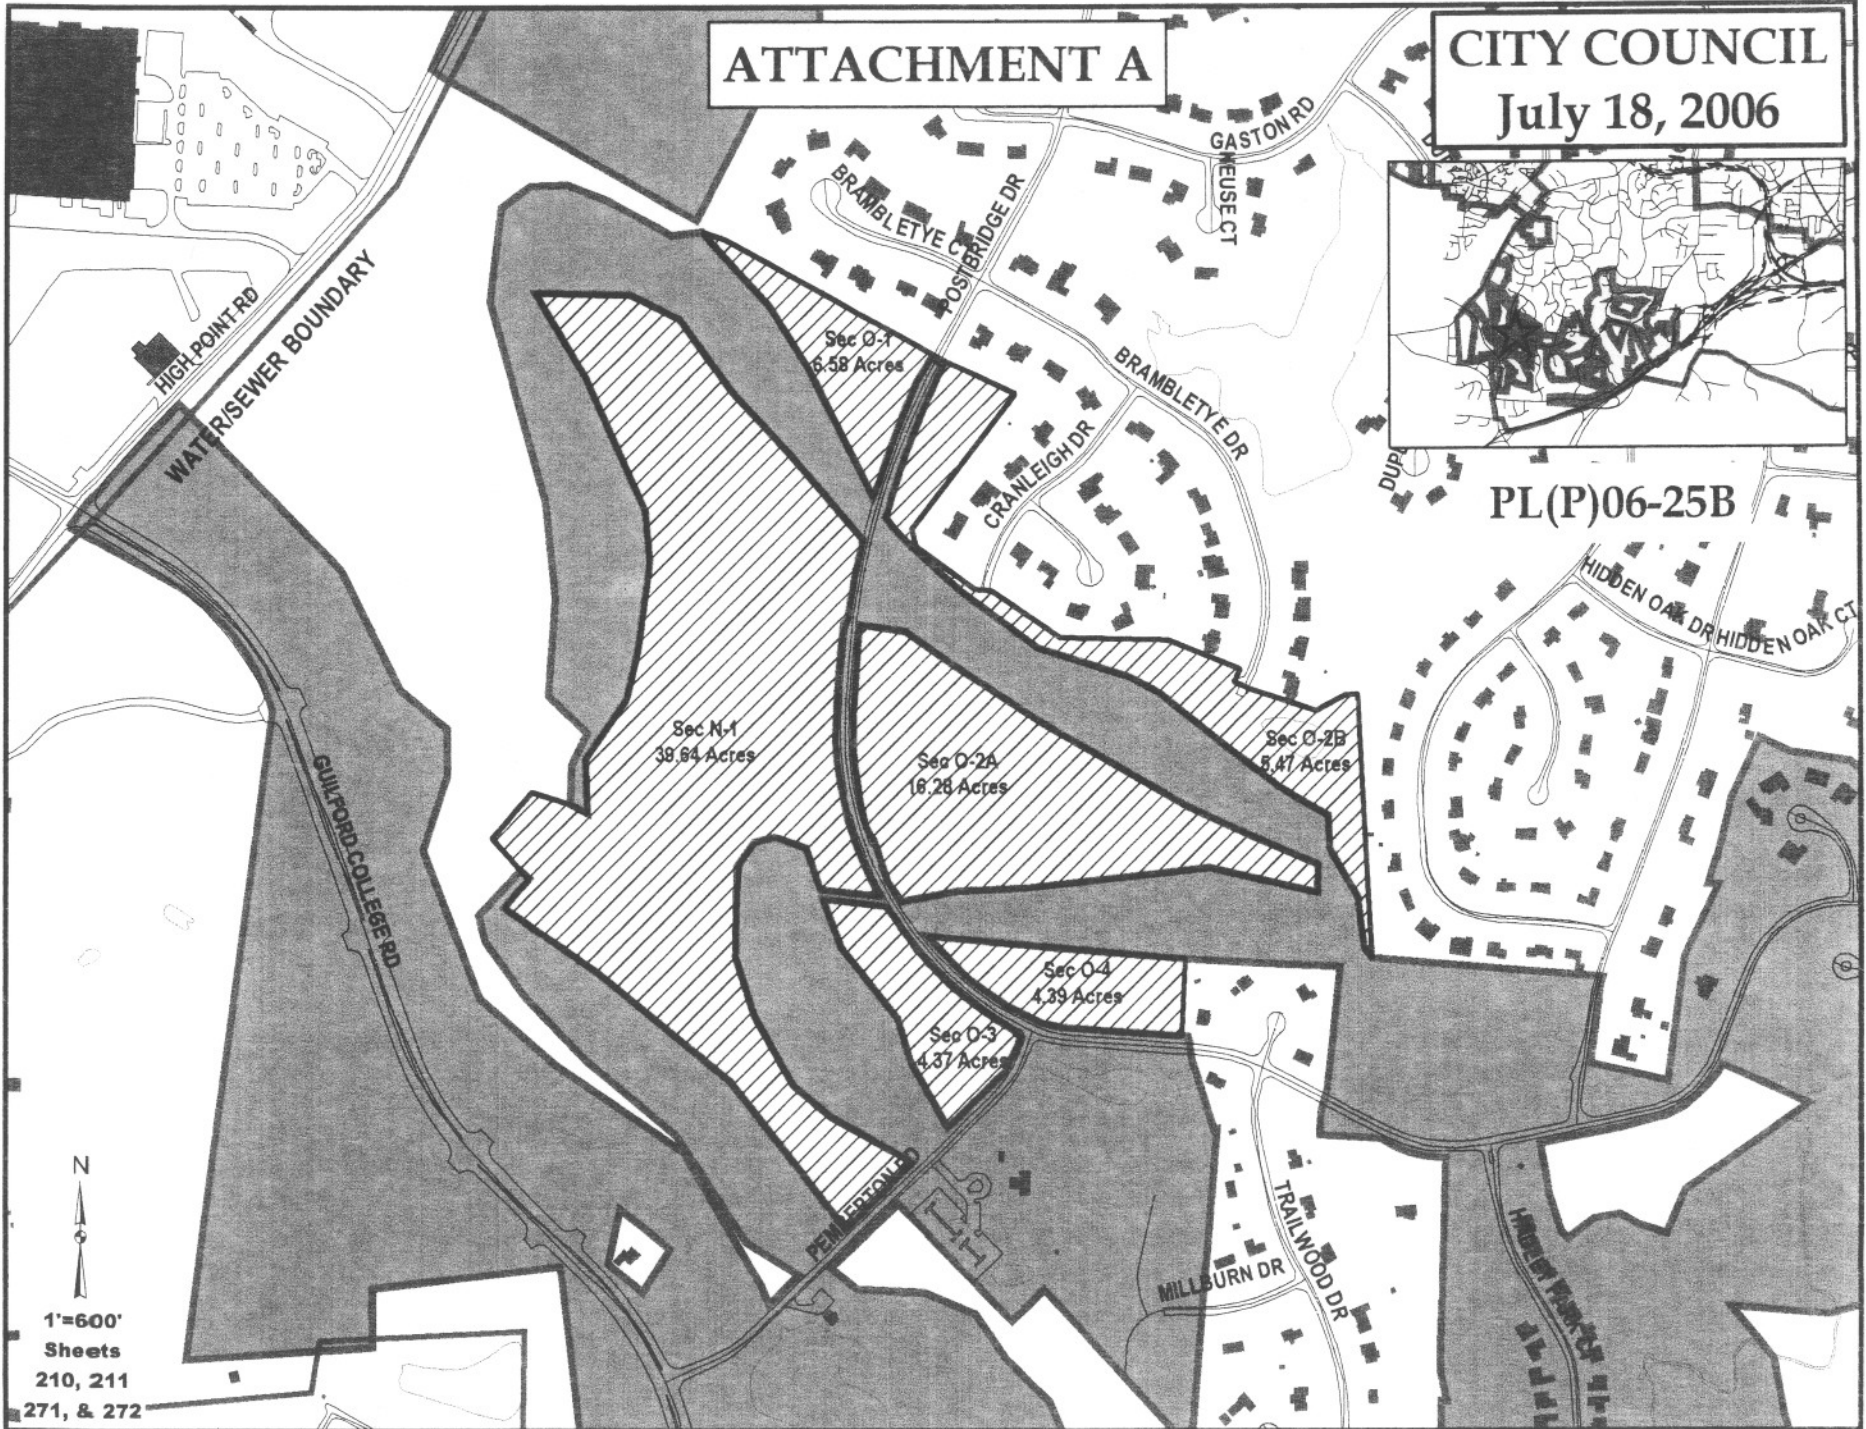 ATTACHMENT A
CITY COUNCIL
July 18, 2006
GASTON RD
NEUSE CT
BRAMBLETYE CT
POSTBRIDGE DR
HIGH POINT RD
WATER/SEWER BOUNDARY
Sec O-1
6.58 Acres
BRAMBLETYE DR
CRANLEIGH DR
PL(P)06-25B
HIDDEN OAK DR
HIDDEN OAK CT
Sec N-1
39.64 Acres
Sec O-2A
16.28 Acres
Sec O-2B
5.47 Acres
GUILFORD COLLEGE RD
Sec O-4
4.39 Acres
Sec O-3
4.37 Acres
PEMBERTON RD
TRAILWOOD DR
MILLBURN DR
N
1'=600'
Sheets
210, 211
271, & 272